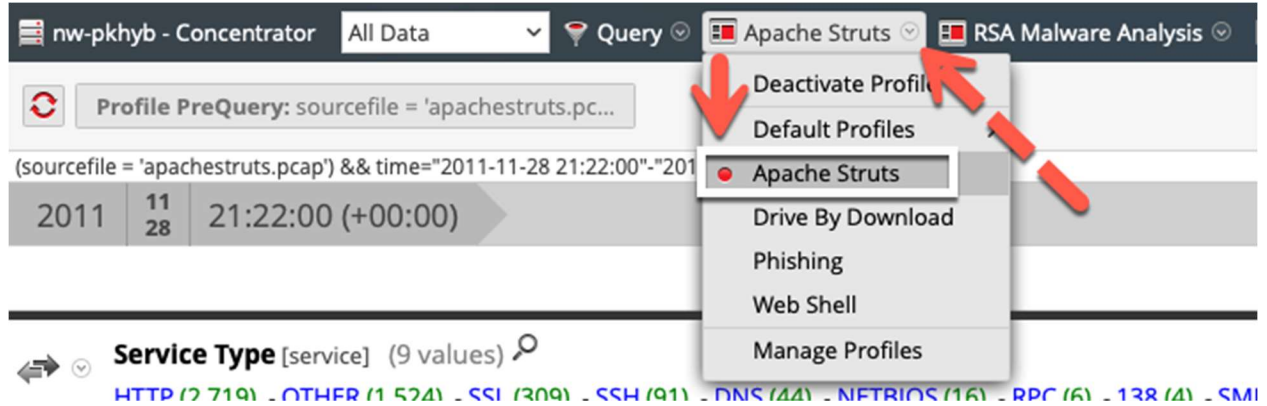 nw-pkhyb - Concentrator All Data Query Apache Struts RSA Malware Analysis
Deactivate Profile
Profile PreQuery: sourcefile = 'apachestruts.pc...
Default Profiles
(sourcefile = 'apachestruts.pcap') && time="2011-11-28 21:22:00"-"201
Apache Struts
2011 11 28 21:22:00 (+00:00)
Drive By Download
Phishing
Web Shell
Manage Profiles
Service Type [service] (9 values)
HTTP (2,719) - OTHER (1,524) - SSL (309) - SSH (91) - DNS (44) - NETBIOS (16) - RPC (6) - 138 (4) - SM